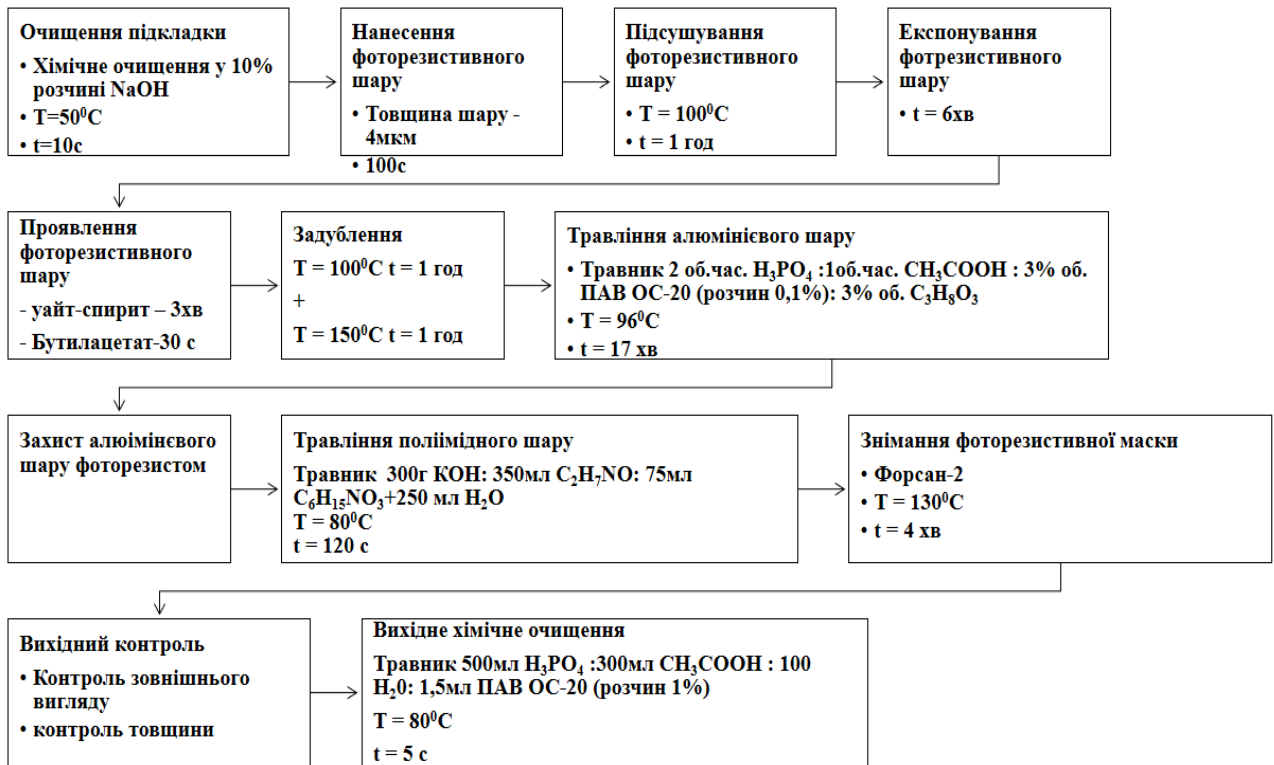 Очищення підкладки
• Хімічне очищення у 10%
розчині NaOH
• T=50⁰C
• t=10c
Нанесення
фоторезистивного
шару
• Товщина шару -
4мкм
• 100с
Підсушування
фоторезистивного
шару
• T = 100⁰C
• t = 1 год
Експонування
фотрезистивного
шару
• t = 6хв
Проявлення
фоторезистивного
шару
- уайт-спирит – 3хв
- Бутилацетат-30 с
Задублення
T = 100⁰C t = 1 год
+
T = 150⁰C t = 1 год
Травління алюмінієвого шару
• Травник 2 об.час. H₃PO₄ :1об.час. CH₃COOH : 3% об.
ПАВ ОС-20 (розчин 0,1%): 3% об. C₃H₈O₃
• T = 96⁰C
• t = 17 хв
Захист алюімінєвого
шару фоторезистом
Травління полііімідного шару
Травник 300г KOH: 350мл C₂H₇NO: 75мл
C₆H₁₅NO₃+250 мл H₂O
T = 80⁰C
t = 120 с
Знімання фоторезистивної маски
• Форсан-2
• T = 130⁰C
• t = 4 хв
Вихідний контроль
• Контроль зовнішнього
вигляду
• контроль товщини
Вихідне хімічне очищення
Травник 500мл H₃PO₄ :300мл CH₃COOH : 100
H₂0: 1,5мл ПАВ ОС-20 (розчин 1%)
T = 80⁰C
t = 5 с